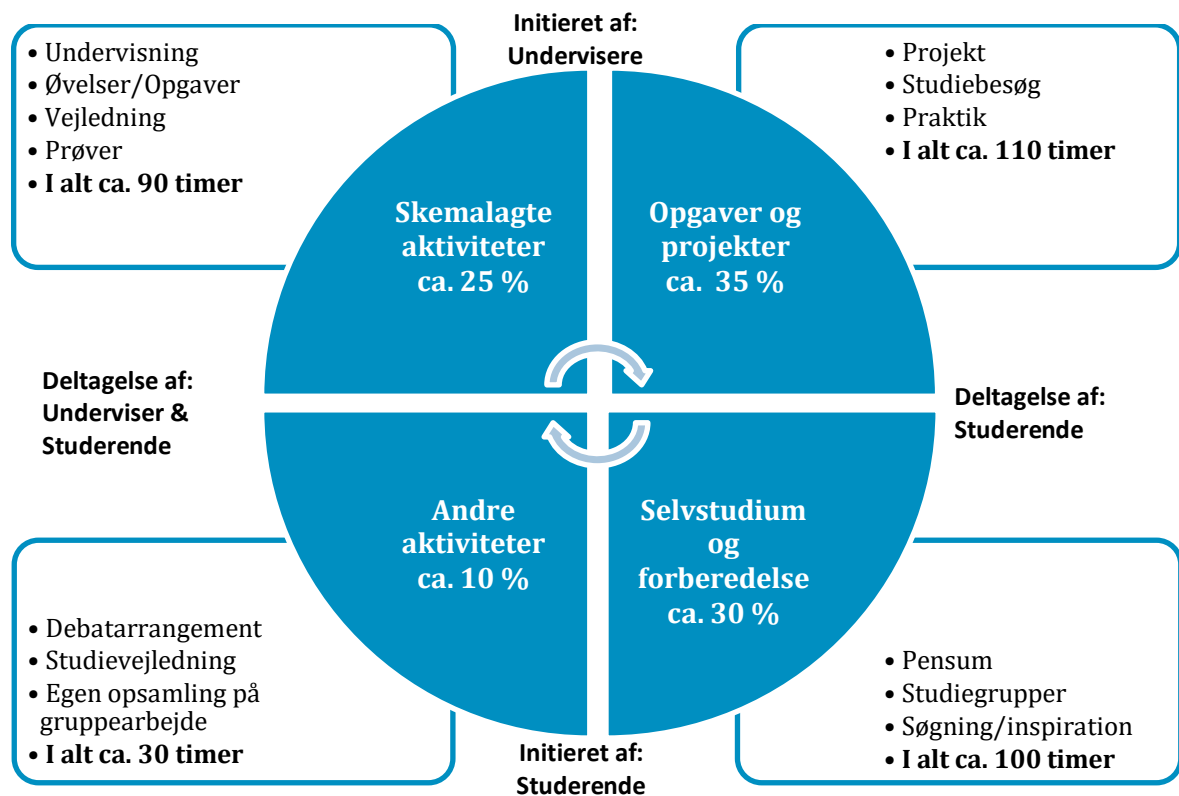 Initieret af:
Undervisere
• Undervisning
• Øvelser/Opgaver
• Vejledning
• Prøver
• I alt ca. 90 timer
• Projekt
• Studiebesøg
• Praktik
• I alt ca. 110 timer
Skemalagte
aktiviteter
ca. 25 %
Opgaver og
projekter
ca. 35 %
Deltagelse af:
Underviser &
Studerende
Deltagelse af:
Studerende
Andre
aktiviteter
ca. 10 %
Selvstudium
og
forberedelse
ca. 30 %
• Debatarrangement
• Studievejledning
• Egen opsamling på
gruppearbejde
• I alt ca. 30 timer
• Pensum
• Studiegrupper
• Søgning/inspiration
• I alt ca. 100 timer
Initieret af:
Studerende